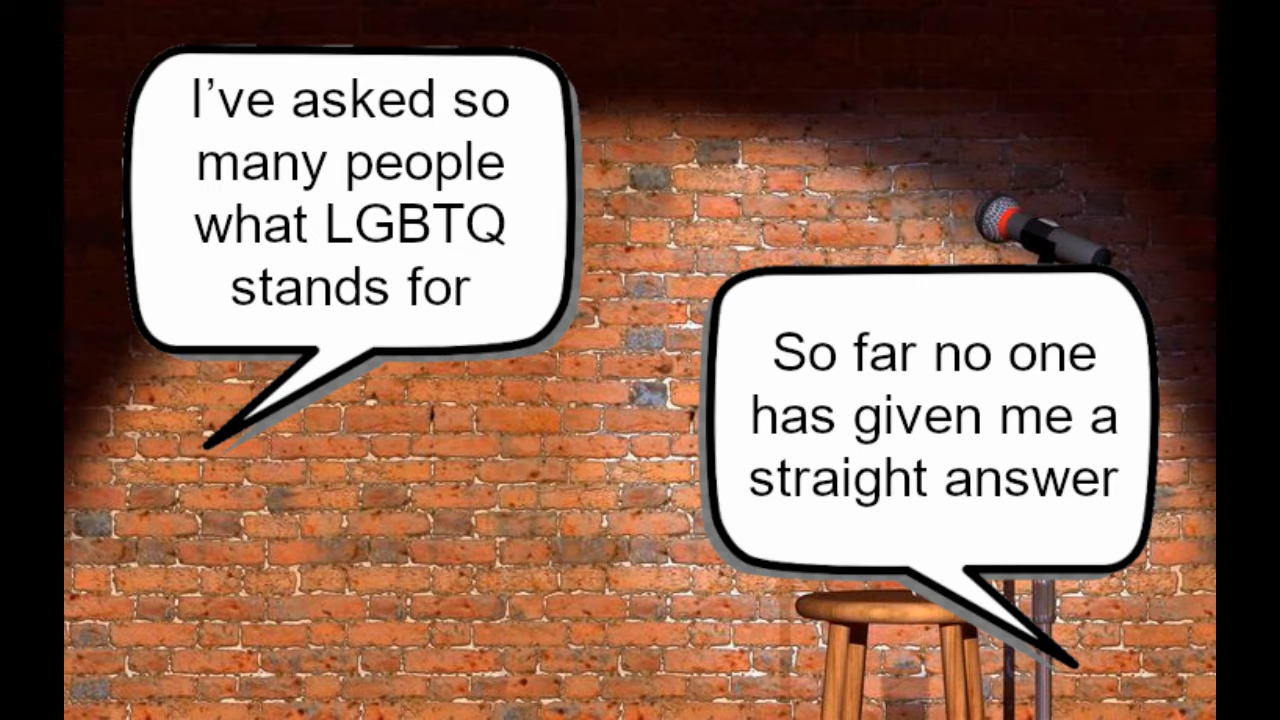 I’ve asked so
many people
what LGBTQ
stands for
So far no one
has given me a
straight answer